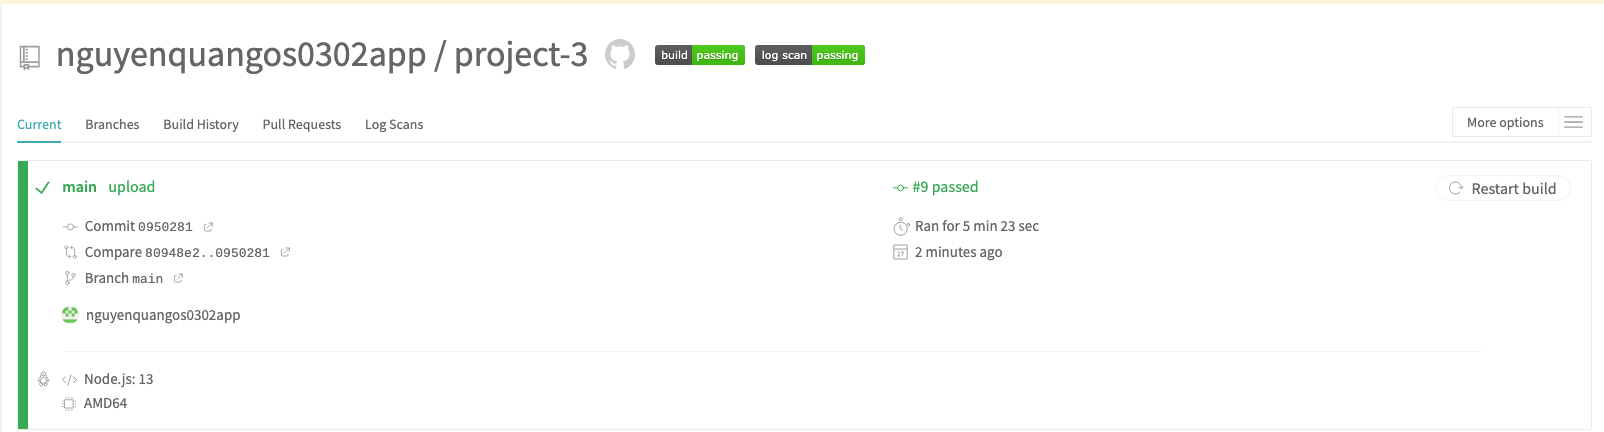 nguyenquangos0302app / project-3 build passing log scan passing
Current Branches Build History Pull Requests Log Scans More options
main upload #9 passed Restart build
Commit 0950281 Ran for 5 min 23 sec
Compare 80948e2..0950281 2 minutes ago
Branch main
nguyenquangos0302app
Node.js: 13
AMD64